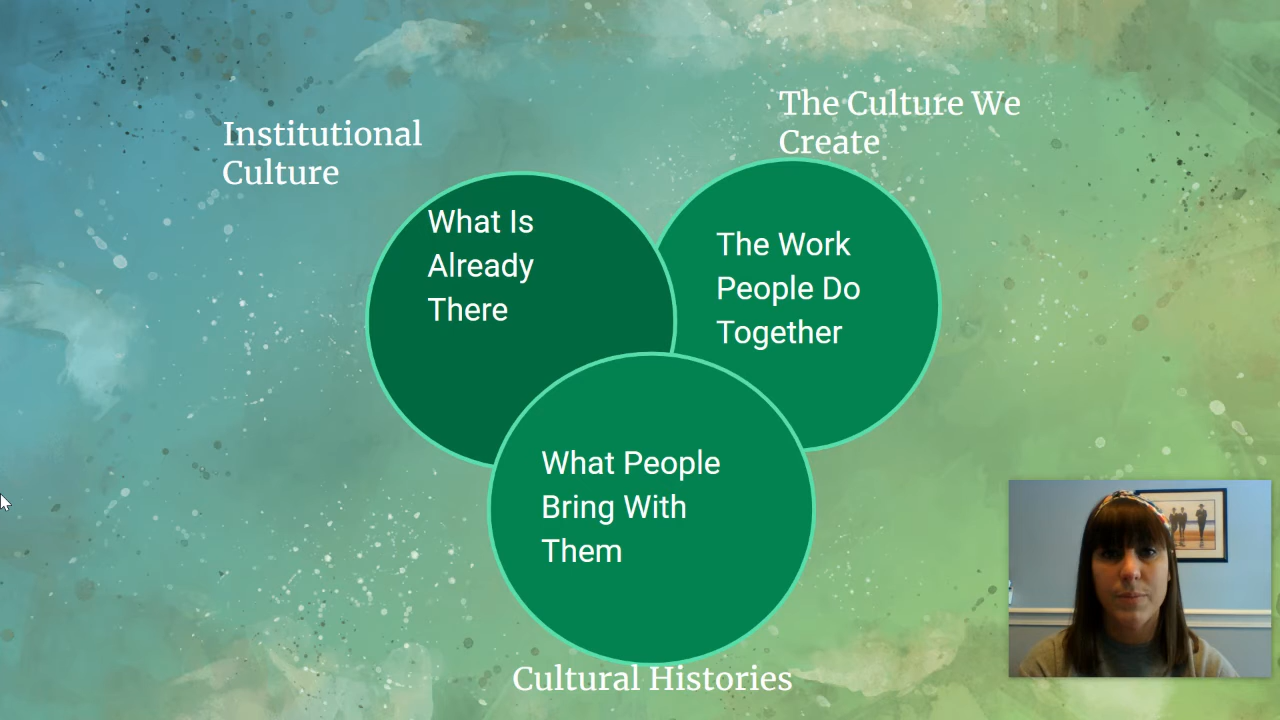 Institutional
Culture
The Culture We
Create
What Is
Already
There
The Work
People Do
Together
What People
Bring With
Them
Cultural Histories